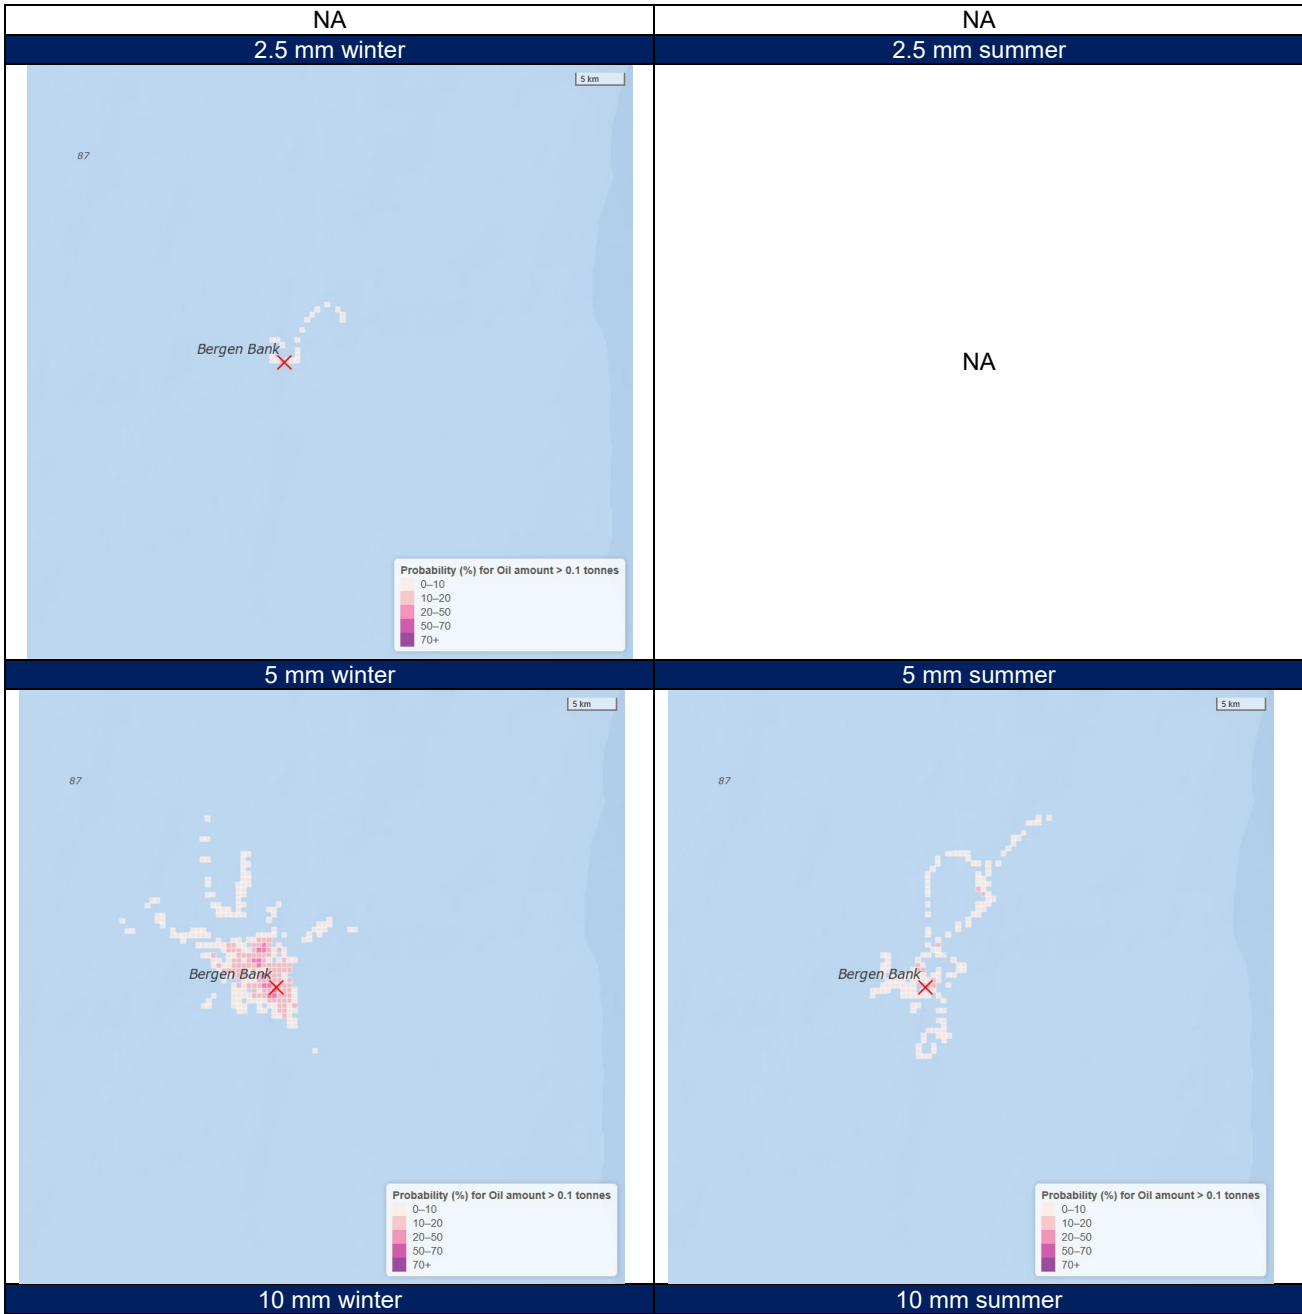 NA
NA
2.5 mm winter
2.5 mm summer
5 km
87
Bergen Bank
Probability (%) for Oil amount > 0.1 tonnes
0–10
10–20
20–50
50–70
70+
NA
5 mm winter
5 mm summer
5 km
87
Bergen Bank
Probability (%) for Oil amount > 0.1 tonnes
0–10
10–20
20–50
50–70
70+
5 km
87
Bergen Bank
Probability (%) for Oil amount > 0.1 tonnes
0–10
10–20
20–50
50–70
70+
10 mm winter
10 mm summer